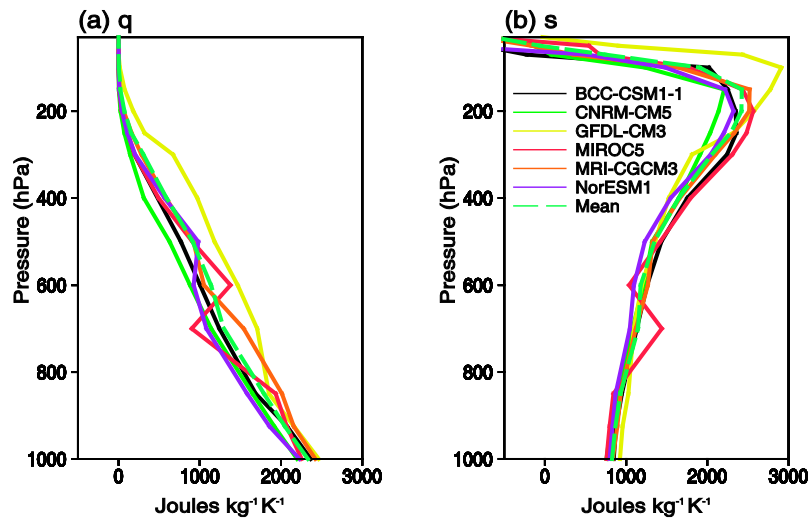 (a) q
Pressure (hPa)
200
400
600
800
1000
0
1000
2000
3000
Joules kg⁻¹ K⁻¹
(b) s
Pressure (hPa)
200
400
600
800
1000
0
1000
2000
3000
Joules kg⁻¹ K⁻¹
BCC-CSM1-1
CNRM-CM5
GFDL-CM3
MIROC5
MRI-CGCM3
NorESM1
Mean